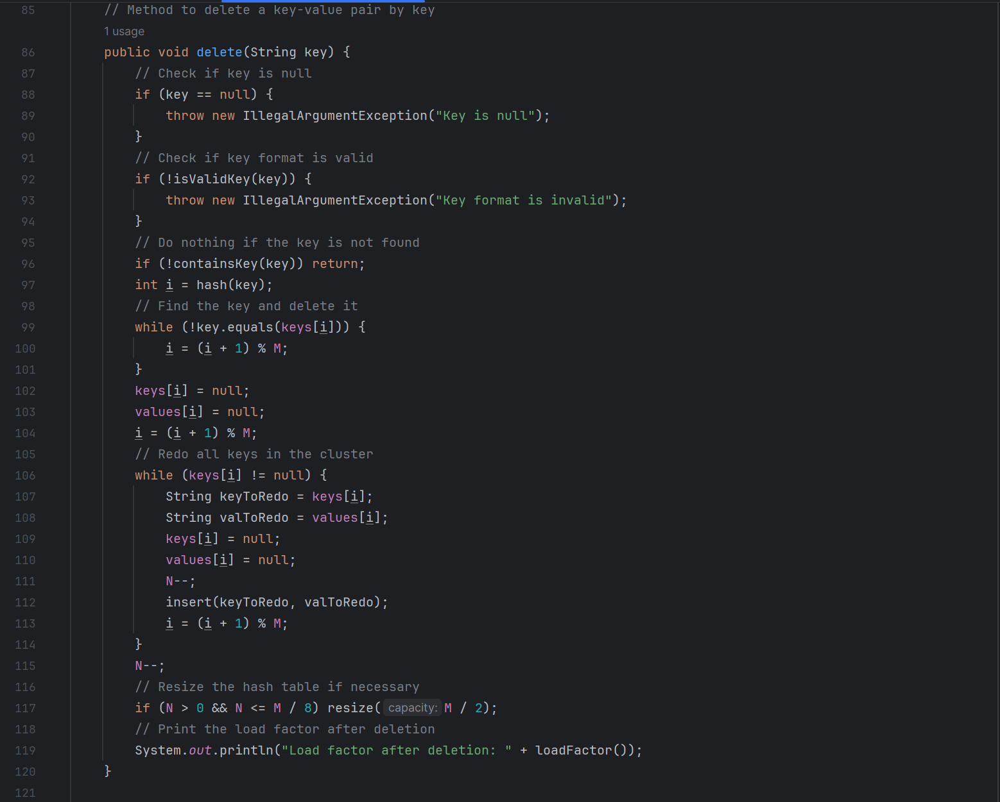 85 // Method to delete a key-value pair by key
1 usage
86 public void delete(String key) {
87 // Check if key is null
88 if (key == null) {
89 throw new IllegalArgumentException("Key is null");
90 }
91 // Check if key format is valid
92 if (!isValidKey(key)) {
93 throw new IllegalArgumentException("Key format is invalid");
94 }
95 // Do nothing if the key is not found
96 if (!containsKey(key)) return;
97 int i = hash(key);
98 // Find the key and delete it
99 while (!key.equals(keys[i])) {
100 i = (i + 1) % M;
101 }
102 keys[i] = null;
103 values[i] = null;
104 i = (i + 1) % M;
105 // Redo all keys in the cluster
106 while (keys[i] != null) {
107 String keyToRedo = keys[i];
108 String valToRedo = values[i];
109 keys[i] = null;
110 values[i] = null;
111 N--;
112 insert(keyToRedo, valToRedo);
113 i = (i + 1) % M;
114 }
115 N--;
116 // Resize the hash table if necessary
117 if (N > 0 && N <= M / 8) resize( capacity: M / 2);
118 // Print the load factor after deletion
119 System.out.println("Load factor after deletion: " + loadFactor());
120 }
121